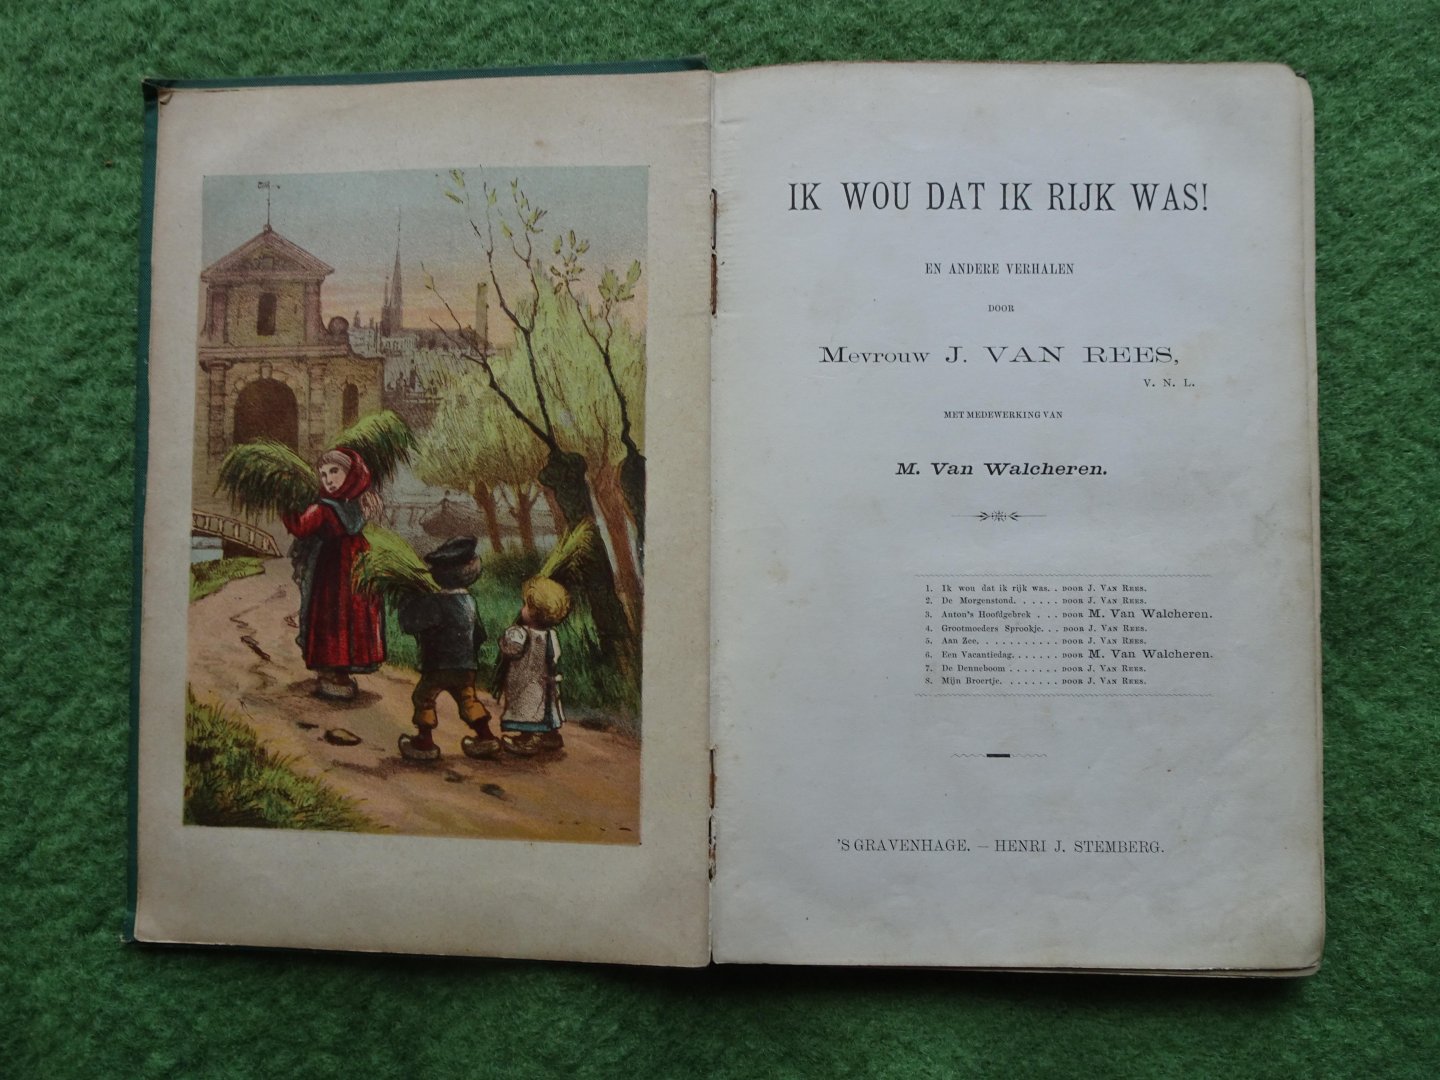 IK WOU DAT IK RIJK WAS!
EN ANDERE VERHALEN
DOOR
Mevrouw J. VAN REES,
V. N. L.
MET MEDEWERKING VAN
M. Van Walcheren.
1. Ik wou dat ik rijk was. . DOOR J. VAN REES.
2. De Morgenstond. . . . . . DOOR J. VAN REES.
3. Anton's Hoofdgebrek . . . DOOR M. Van Walcheren.
4. Grootmoeders Sprookje. . . DOOR J. VAN REES.
5. Aan Zee. . . . . . . . . . . DOOR J. VAN REES.
6. Een Vacantiedag. . . . . . . DOOR M. Van Walcheren.
7. De Denneboom . . . . . . . DOOR J. VAN REES.
8. Mijn Broertje. . . . . . . . DOOR J. VAN REES.
'S GRAVENHAGE. — HENRI J. STEMBERG.